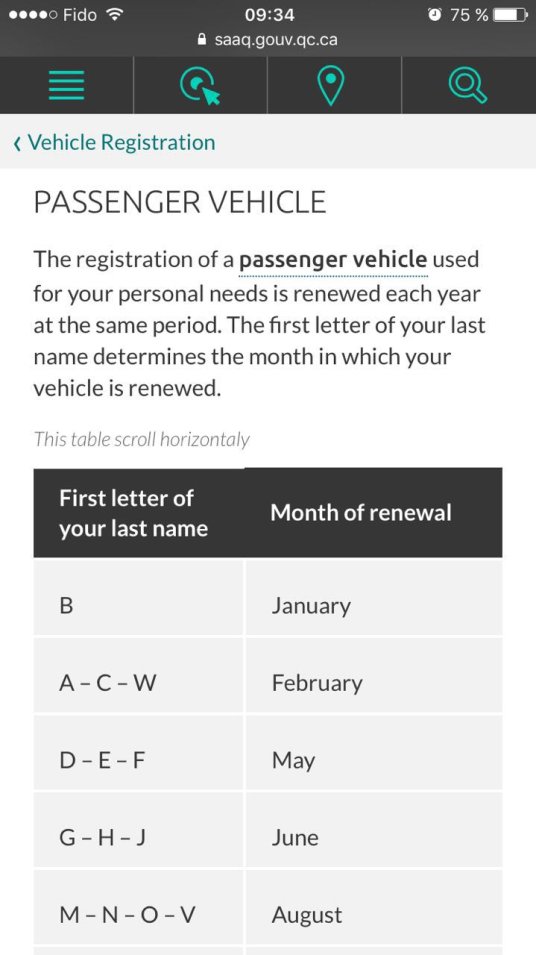 Fido 09:34 75 %
saaq.gouv.qc.ca
‹ Vehicle Registration
PASSENGER VEHICLE
The registration of a passenger vehicle used
for your personal needs is renewed each year
at the same period. The first letter of your last
name determines the month in which your
vehicle is renewed.
This table scroll horizontaly
First letter of
your last name
Month of renewal
B January
A – C – W February
D – E – F May
G – H – J June
M – N – O – V August